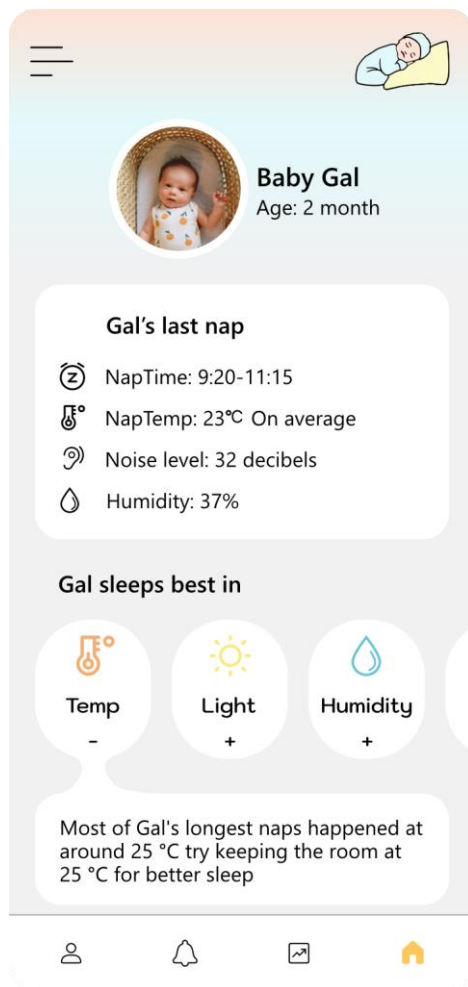 Baby Gal
Age: 2 month
Gal's last nap
NapTime: 9:20-11:15
NapTemp: 23℃ On average
Noise level: 32 decibels
Humidity: 37%
Gal sleeps best in
Temp
Light
Humidity
-
+
+
Most of Gal's longest naps happened at
around 25 °C try keeping the room at
25 °C for better sleep